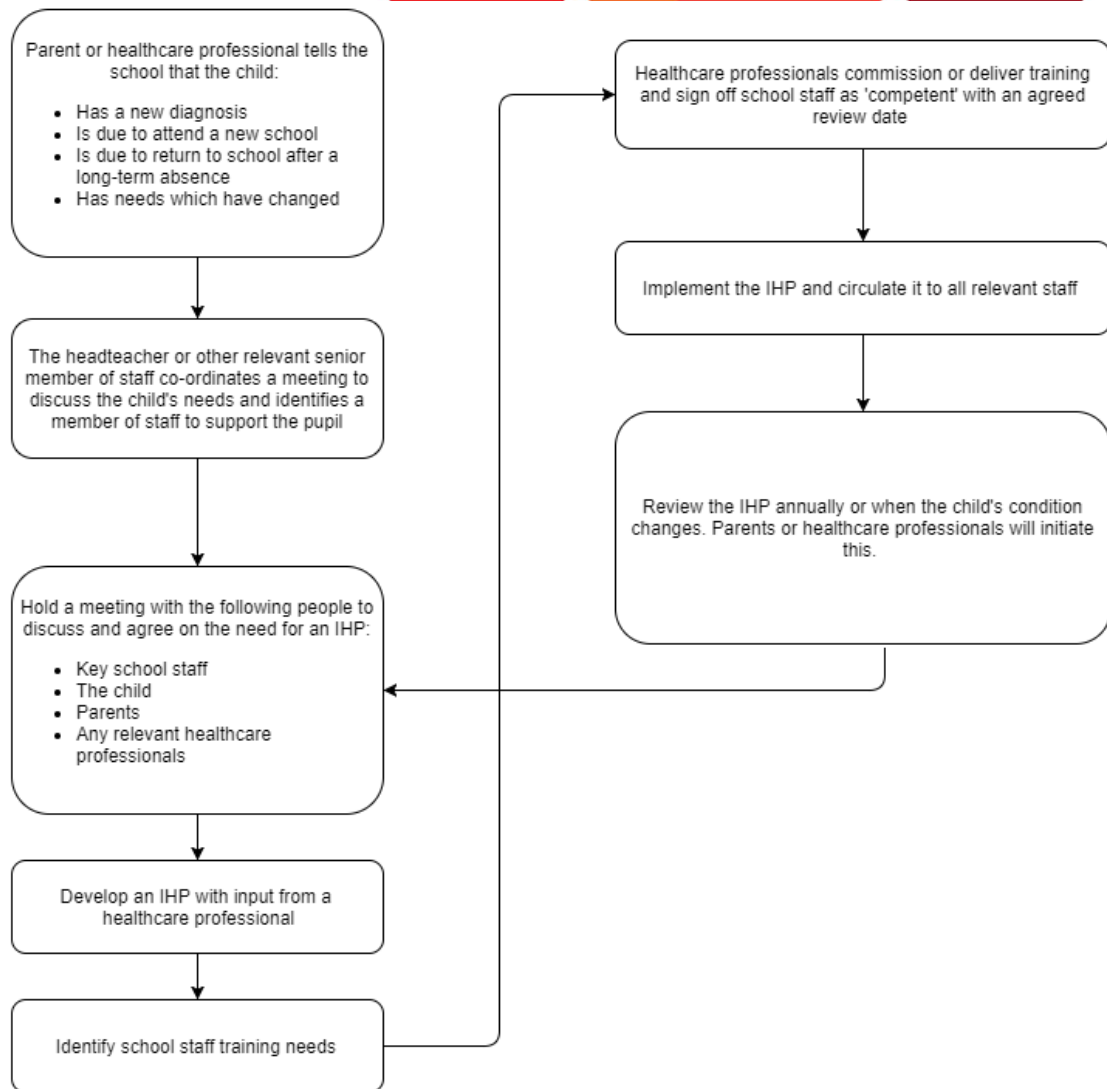 Parent or healthcare professional tells the
school that the child:
• Has a new diagnosis
• Is due to attend a new school
• Is due to return to school after a
long-term absence
• Has needs which have changed
The headteacher or other relevant senior
member of staff co-ordinates a meeting to
discuss the child's needs and identifies a
member of staff to support the pupil
Hold a meeting with the following people to
discuss and agree on the need for an IHP:
• Key school staff
• The child
• Parents
• Any relevant healthcare
professionals
Develop an IHP with input from a
healthcare professional
Identify school staff training needs
Healthcare professionals commission or deliver training
and sign off school staff as 'competent' with an agreed
review date
Implement the IHP and circulate it to all relevant staff
Review the IHP annually or when the child's condition
changes. Parents or healthcare professionals will initiate
this.